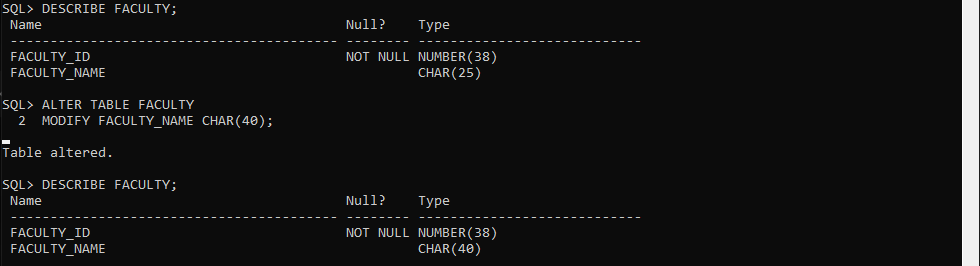 SQL> DESCRIBE FACULTY;
 Name                                      Null?    Type
 ----------------------------------------- -------- ----------------------------
 FACULTY_ID                                NOT NULL NUMBER(38)
 FACULTY_NAME                                       CHAR(25)
SQL> ALTER TABLE FACULTY
  2  MODIFY FACULTY_NAME CHAR(40);
Table altered.
SQL> DESCRIBE FACULTY;
 Name                                      Null?    Type
 ----------------------------------------- -------- ----------------------------
 FACULTY_ID                                NOT NULL NUMBER(38)
 FACULTY_NAME                                       CHAR(40)